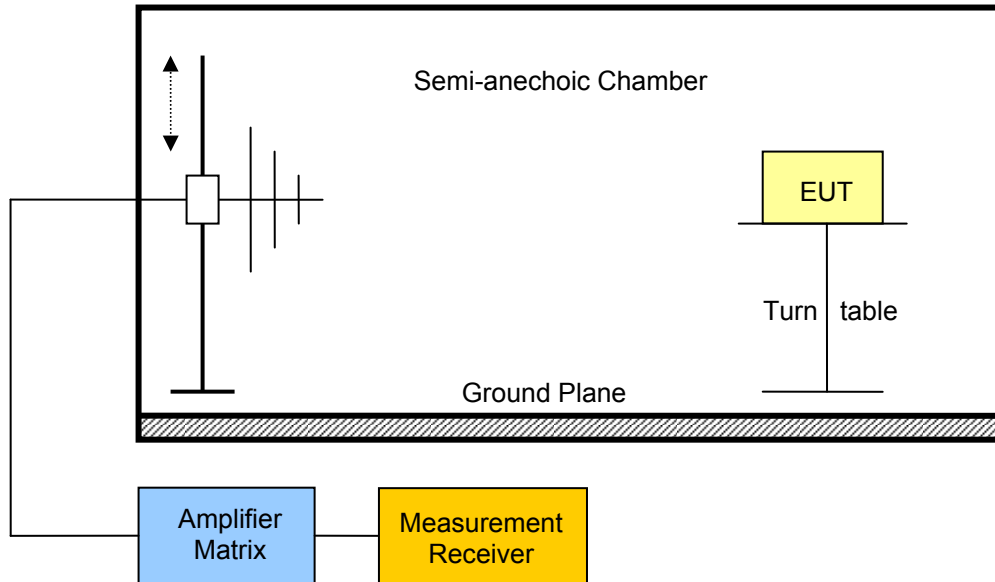 Semi-anechoic Chamber
EUT
Turn table
Ground Plane
Amplifier
Matrix
Measurement
Receiver